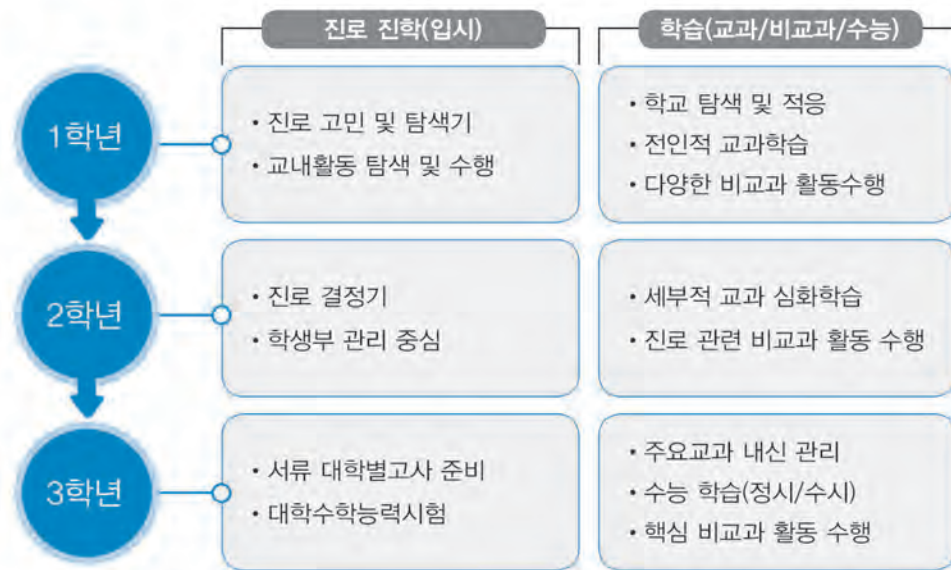 진로 진학(입시)
학습(교과/비교과/수능)
1학년
• 진로 고민 및 탐색기
• 교내활동 탐색 및 수행
• 학교 탐색 및 적응
• 전인적 교과학습
• 다양한 비교과 활동수행
2학년
• 진로 결정기
• 학생부 관리 중심
• 세부적 교과 심화학습
• 진로 관련 비교과 활동 수행
3학년
• 서류 대학별고사 준비
• 대학수학능력시험
• 주요교과 내신 관리
• 수능 학습(정시/수시)
• 핵심 비교과 활동 수행